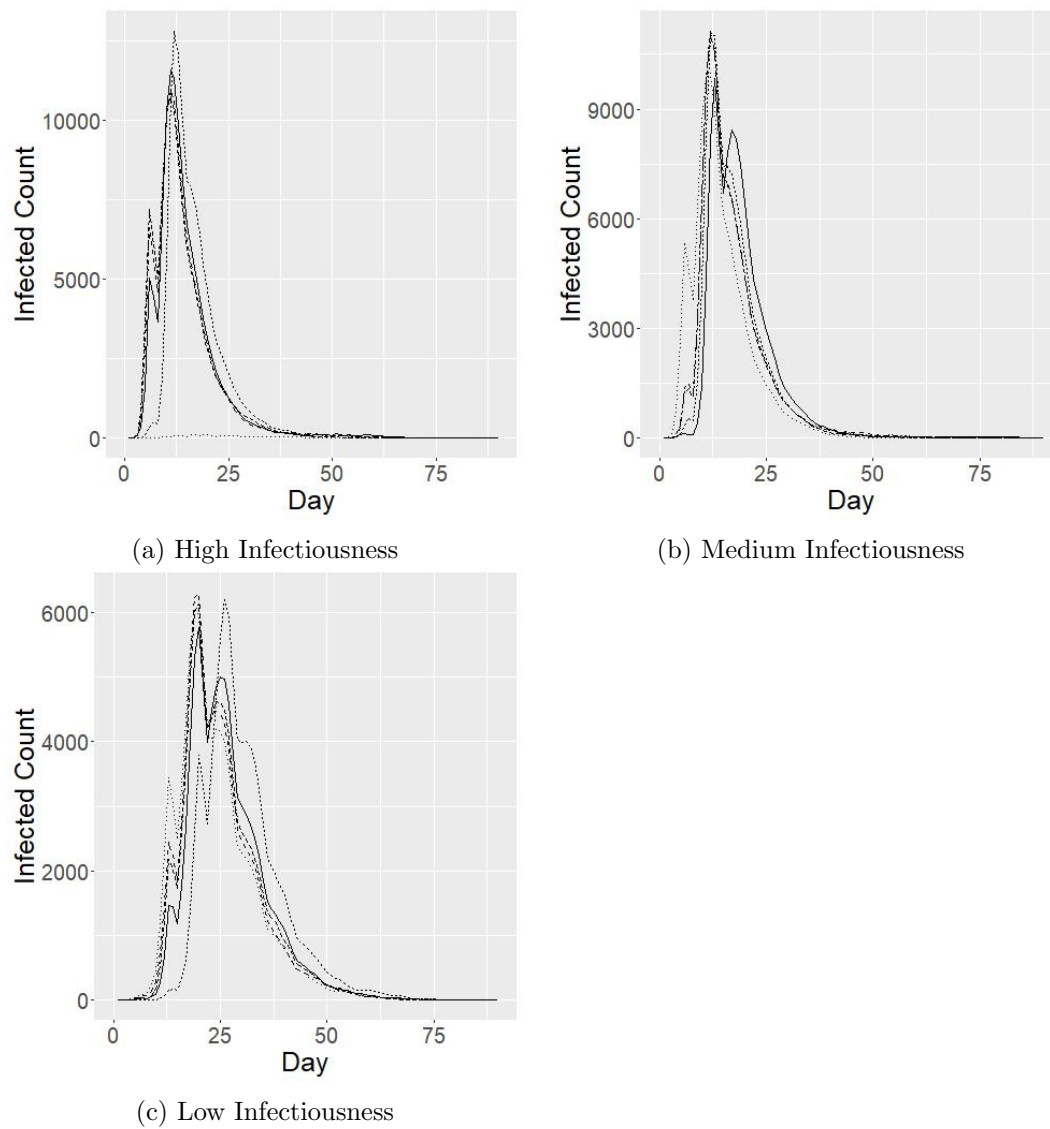 Infected Count
10000
5000
0
0
25
50
75
Day
(a) High Infectiousness
Infected Count
9000
6000
3000
0
0
25
50
75
Day
(b) Medium Infectiousness
Infected Count
6000
4000
2000
0
0
25
50
75
Day
(c) Low Infectiousness